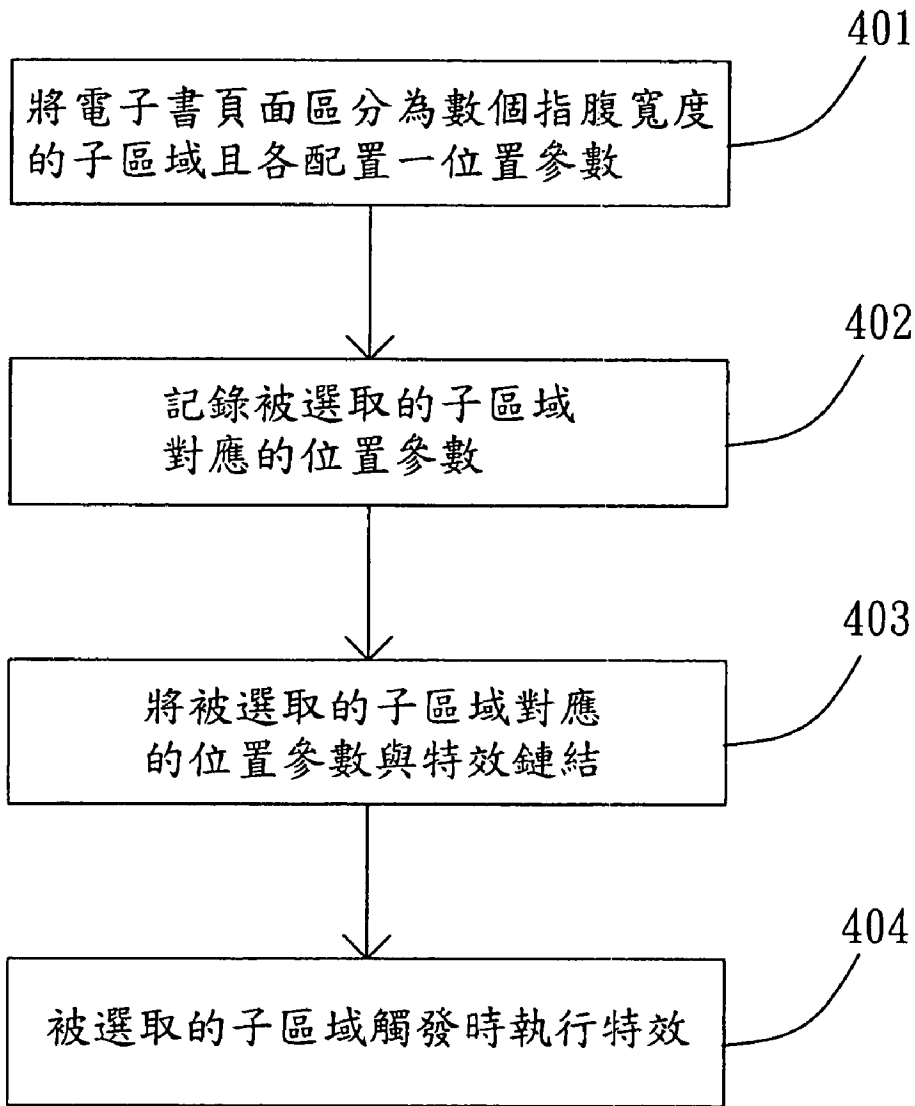 401
將電子書頁面區分為數個指腹寬度
的子區域且各配置一位置參數
402
記錄被選取的子區域
對應的位置參數
403
將被選取的子區域對應
的位置參數與特效鏈結
404
被選取的子區域觸發時執行特效